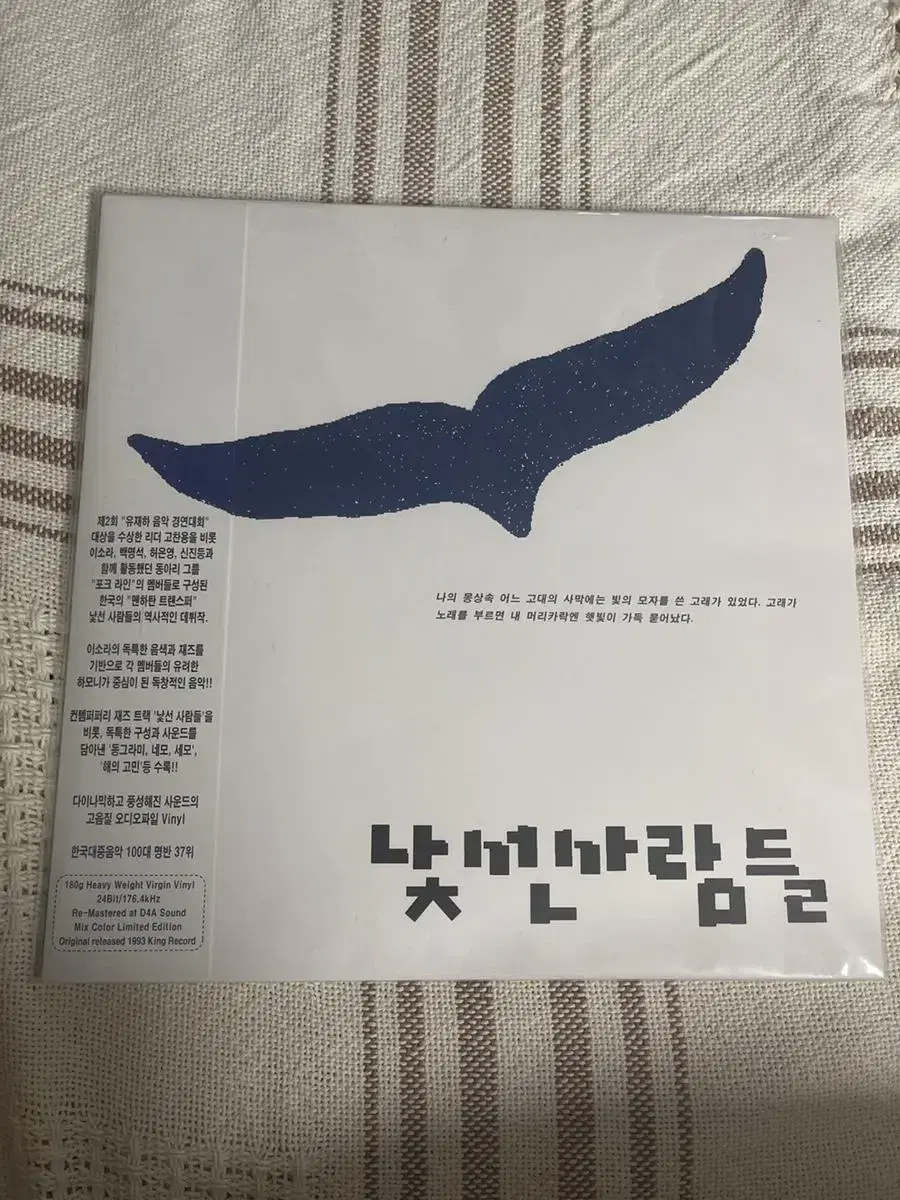 제2회 "유재하 음악 경연대회"
대상을 수상한 리더 고찬용을 비롯
이소라, 백명석, 허은영, 신진등과
함께 활동했던 동아리 그룹
"포크 라인"의 멤버들로 구성된
한국의 "맨하탄 트랜스퍼"
낯선 사람들의 역사적인 데뷔작.
이소라의 독특한 음색과 재즈를
기반으로 각 멤버들의 유려한
하모니가 중심이 된 독창적인 음악!!
컨템퍼퍼리 재즈 트랙 '낯선 사람들'을
비롯, 독특한 구성과 사운드를
담아낸 '동그라미, 네모, 세모',
'해의 고민'등 수록!!
다이나믹하고 풍성해진 사운드의
고음질 오디오파일 Vinyl
한국대중음악 100대 명반 37위
180g Heavy Weight Virgin Vinyl
24Bit/176.4kHz
Re-Mastered at D4A Sound
Mix Color Limited Edition
Original released 1993 King Record
나의 몽상속 어느 고대의 사막에는 빛의 모자를 쓴 고래가 있었다. 고래가
노래를 부르면 내 머리카락엔 햇빛이 가득 묻어났다.
낯선사람들